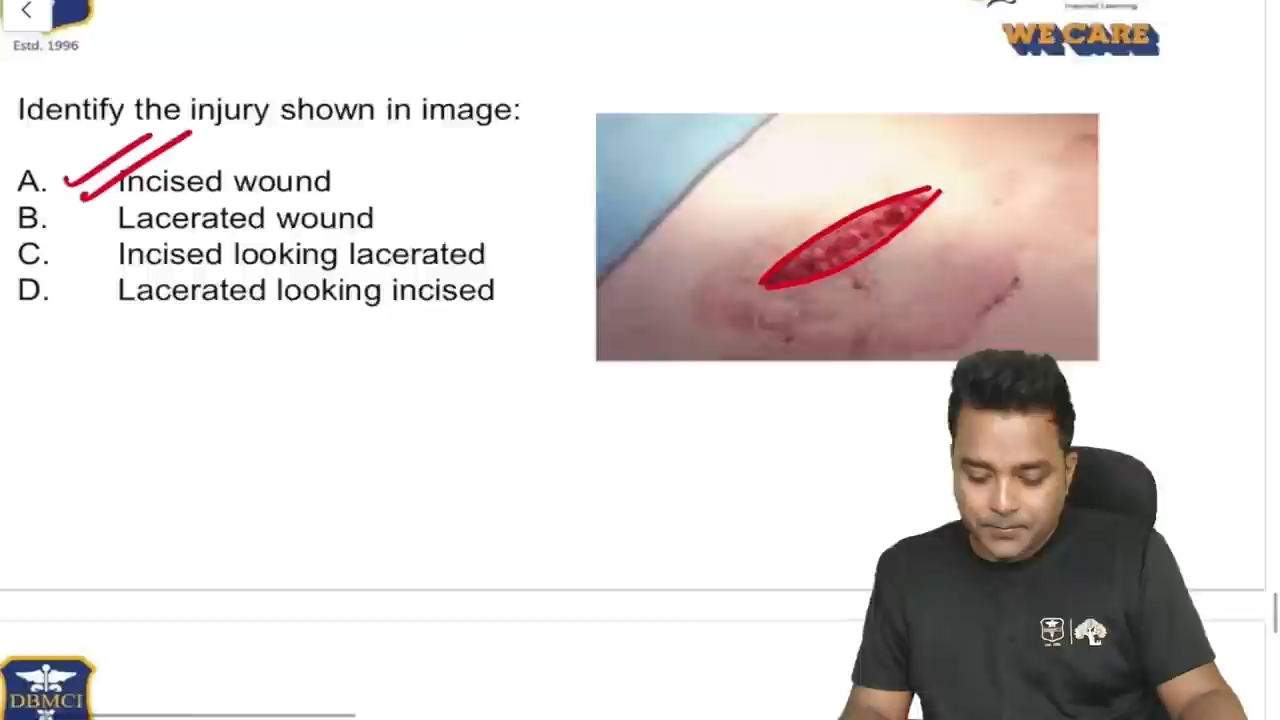 Estd. 1996
WE CARE
Identify the injury shown in image:
A. Incised wound
B. Lacerated wound
C. Incised looking lacerated
D. Lacerated looking incised
DBMCI